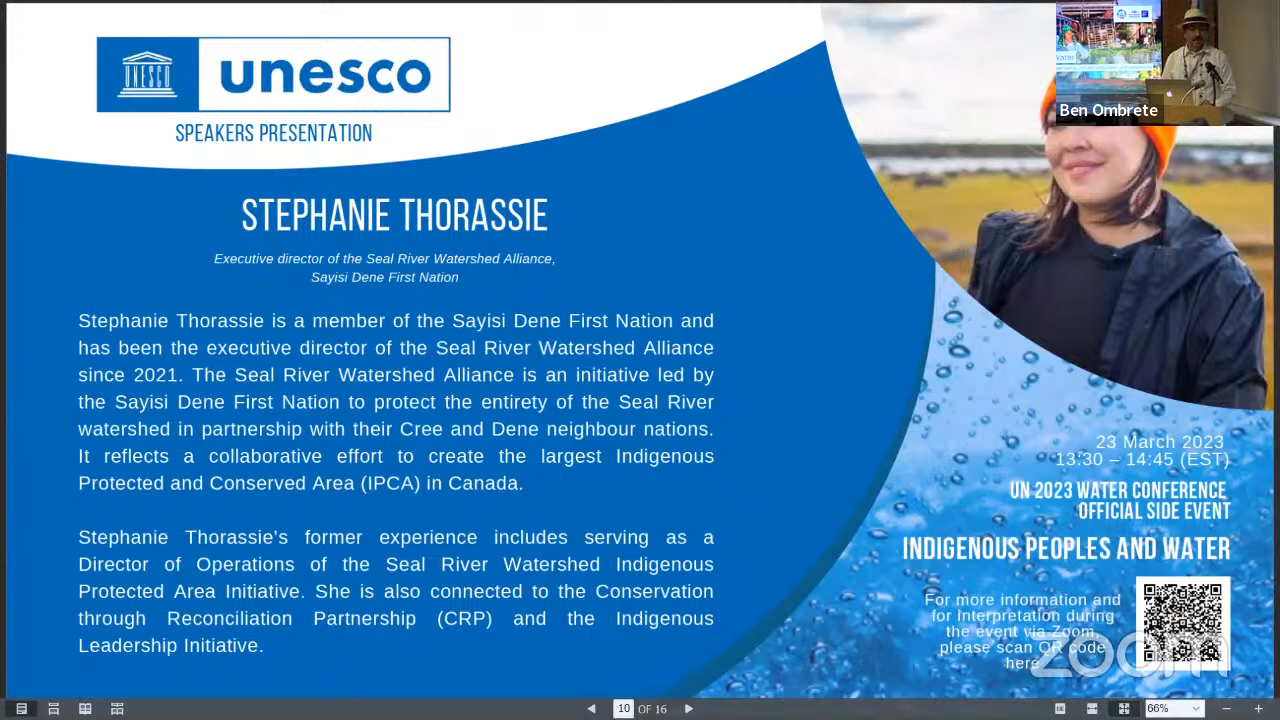 UNESCO
unesco
SPEAKERS PRESENTATION
STEPHANIE THORASSIE
Executive director of the Seal River Watershed Alliance,
Sayisi Dene First Nation
Stephanie Thorassie is a member of the Sayisi Dene First Nation and
has been the executive director of the Seal River Watershed Alliance
since 2021. The Seal River Watershed Alliance is an initiative led by
the Sayisi Dene First Nation to protect the entirety of the Seal River
watershed in partnership with their Cree and Dene neighbour nations.
It reflects a collaborative effort to create the largest Indigenous
Protected and Conserved Area (IPCA) in Canada.
Stephanie Thorassie's former experience includes serving as a
Director of Operations of the Seal River Watershed Indigenous
Protected Area Initiative. She is also connected to the Conservation
through Reconciliation Partnership (CRP) and the Indigenous
Leadership Initiative.
Water
Ben Ombrete
23 March 2023
13:30 – 14:45 (EST)
UN 2023 WATER CONFERENCE
OFFICIAL SIDE EVENT
INDIGENOUS PEOPLES AND WATER
For more information and
for Interpretation during
the event via Zoom,
please scan QR code
here
zoom
10 OF 16
66%